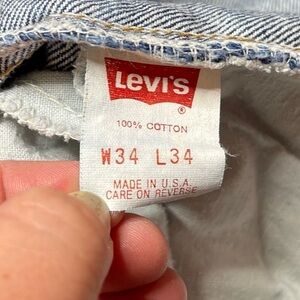 LEVI'S
®
100% COTTON
W34 L34
MADE IN U.S.A.
CARE ON REVERSE